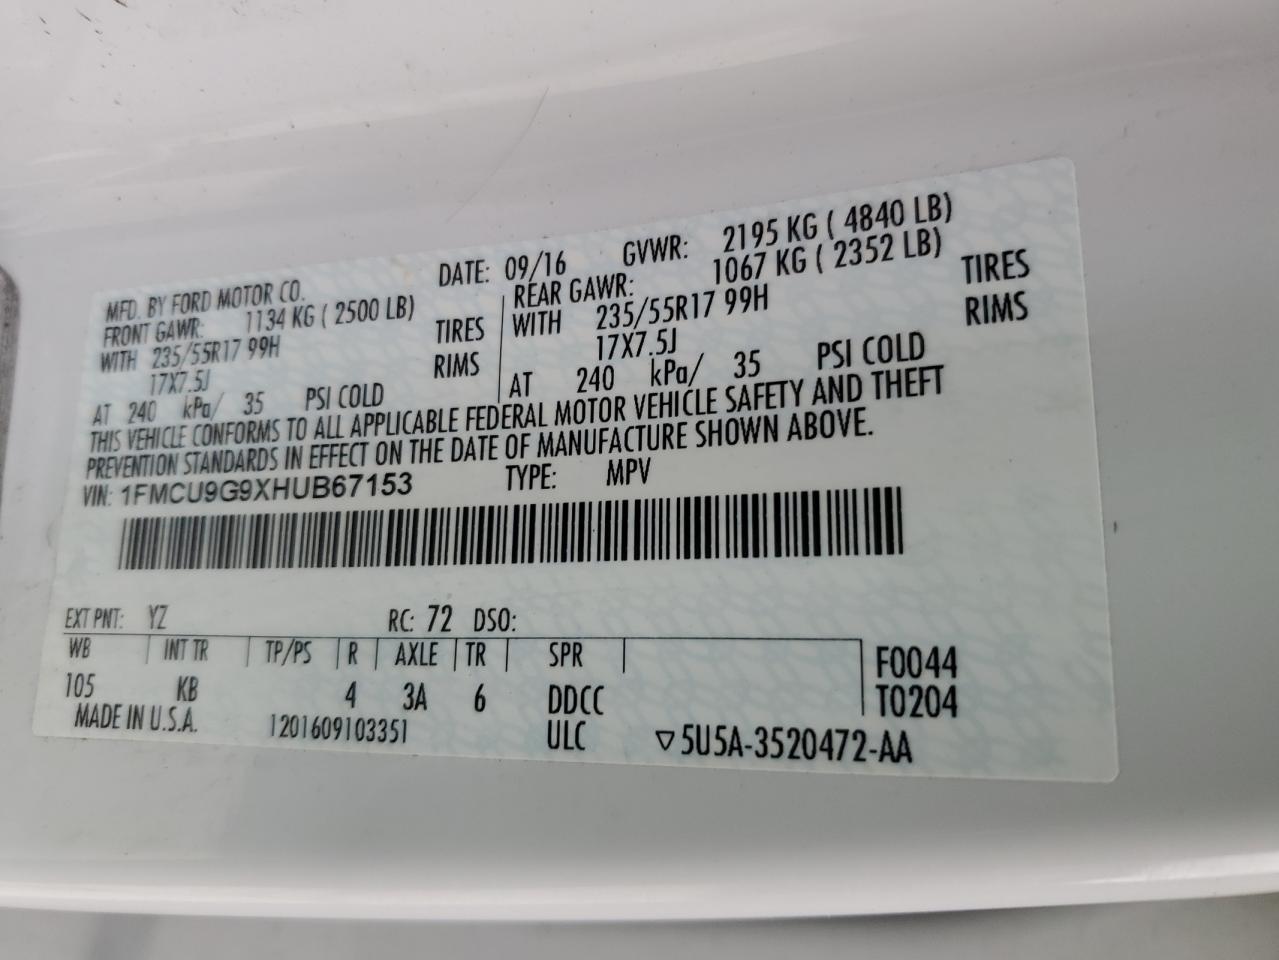 MFD. BY FORD MOTOR CO. DATE: 09/16 GVWR: 2195 KG ( 4840 LB)
FRONT GAWR: 1134 KG ( 2500 LB) REAR GAWR: 1067 KG ( 2352 LB)
WITH 235/55R17 99H TIRES WITH 235/55R17 99H TIRES
17X7.5J RIMS 17X7.5J RIMS
AT 240 kPa/ 35 PSI COLD AT 240 kPa/ 35 PSI COLD
THIS VEHICLE CONFORMS TO ALL APPLICABLE FEDERAL MOTOR VEHICLE SAFETY AND THEFT
PREVENTION STANDARDS IN EFFECT ON THE DATE OF MANUFACTURE SHOWN ABOVE.
VIN: 1FMCU9G9XHUB67153 TYPE: MPV
EXT PNT: YZ RC: 72 DSO:
WB INT TR TP/PS R AXLE TR SPR F0044
105 KB 4 3A 6 DDCC T0204
MADE IN U.S.A. 1201609103351 ULC ▽5U5A-3520472-AA